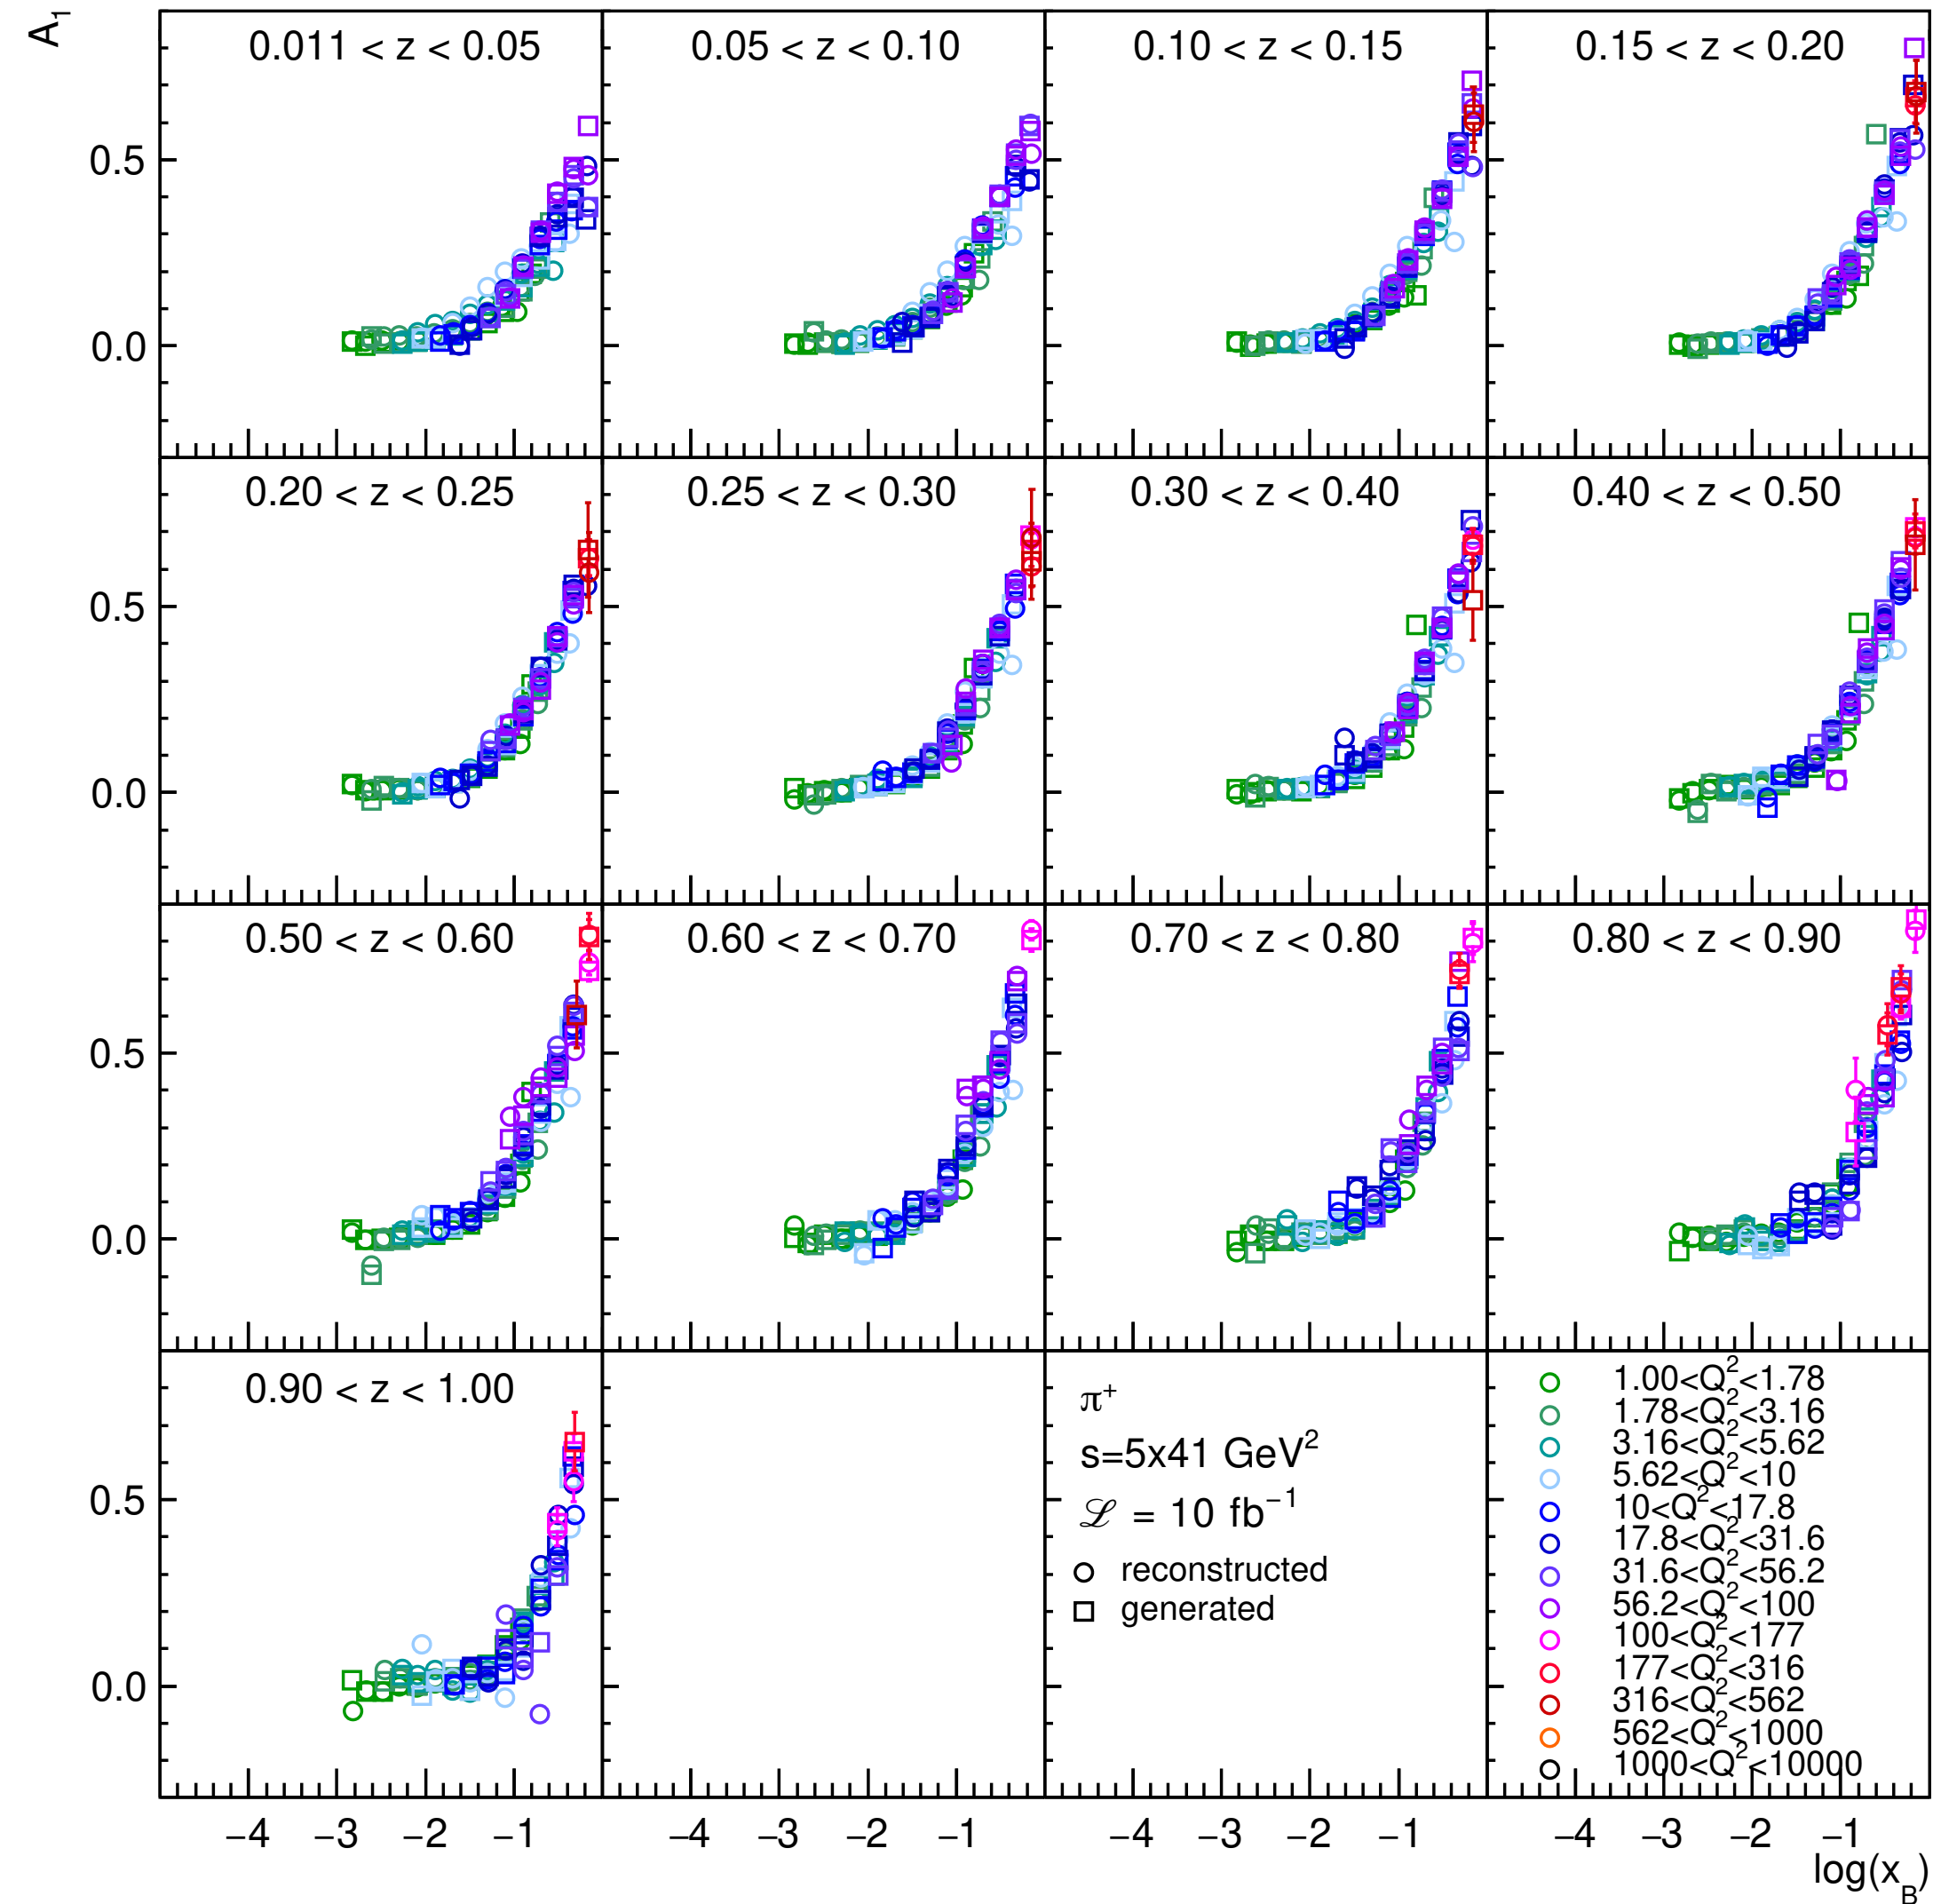 A₁
0.011 < z < 0.05
0.05 < z < 0.10
0.10 < z < 0.15
0.15 < z < 0.20
0.5
0.0
0.20 < z < 0.25
0.25 < z < 0.30
0.30 < z < 0.40
0.40 < z < 0.50
0.5
0.0
0.50 < z < 0.60
0.60 < z < 0.70
0.70 < z < 0.80
0.80 < z < 0.90
0.5
0.0
0.90 < z < 1.00
0.5
0.0
π⁺
s=5x41 GeV²
ℒ = 10 fb⁻¹
reconstructed
generated
1.00<Q²<1.78
1.78<Q²<3.16
3.16<Q²<5.62
5.62<Q²<10
10<Q²<17.8
17.8<Q²<31.6
31.6<Q²<56.2
56.2<Q²<100
100<Q²<177
177<Q²<316
316<Q²<562
562<Q²<1000
1000<Q²<10000
−4 −3 −2 −1 −4 −3 −2 −1 −4 −3 −2 −1 −4 −3 −2 −1
log(x_B)